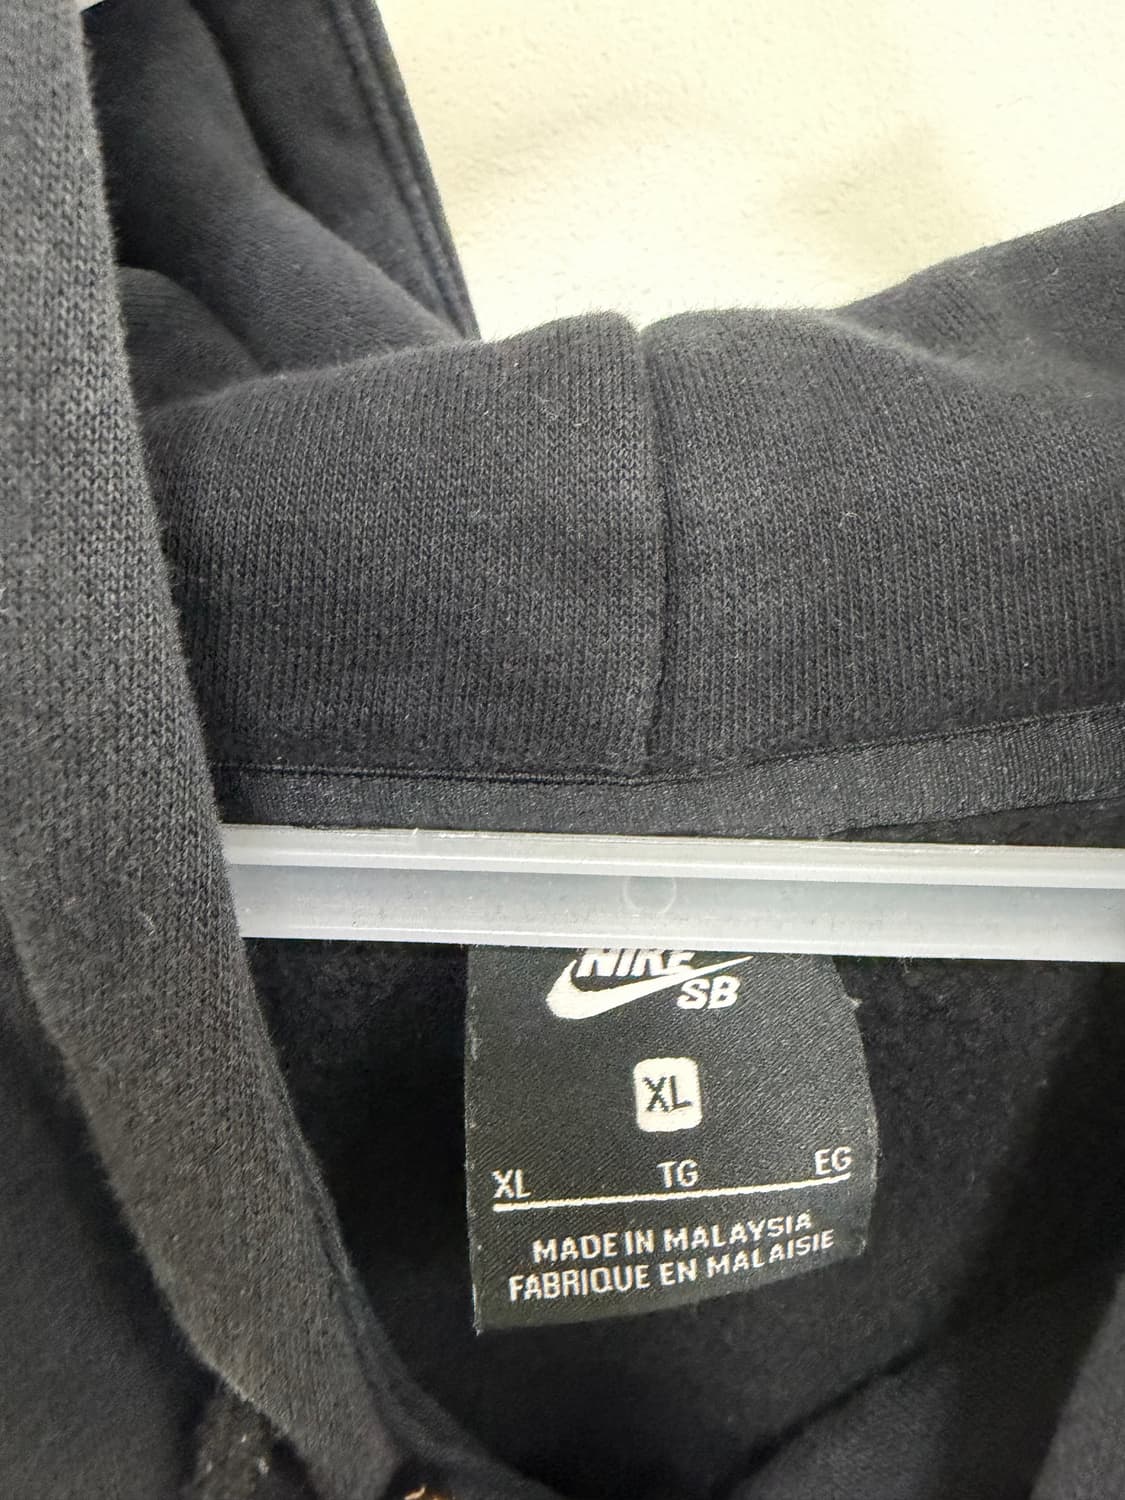 NIKE
SB
XL
XL TG EG
MADE IN MALAYSIA
FABRIQUE EN MALAISIE